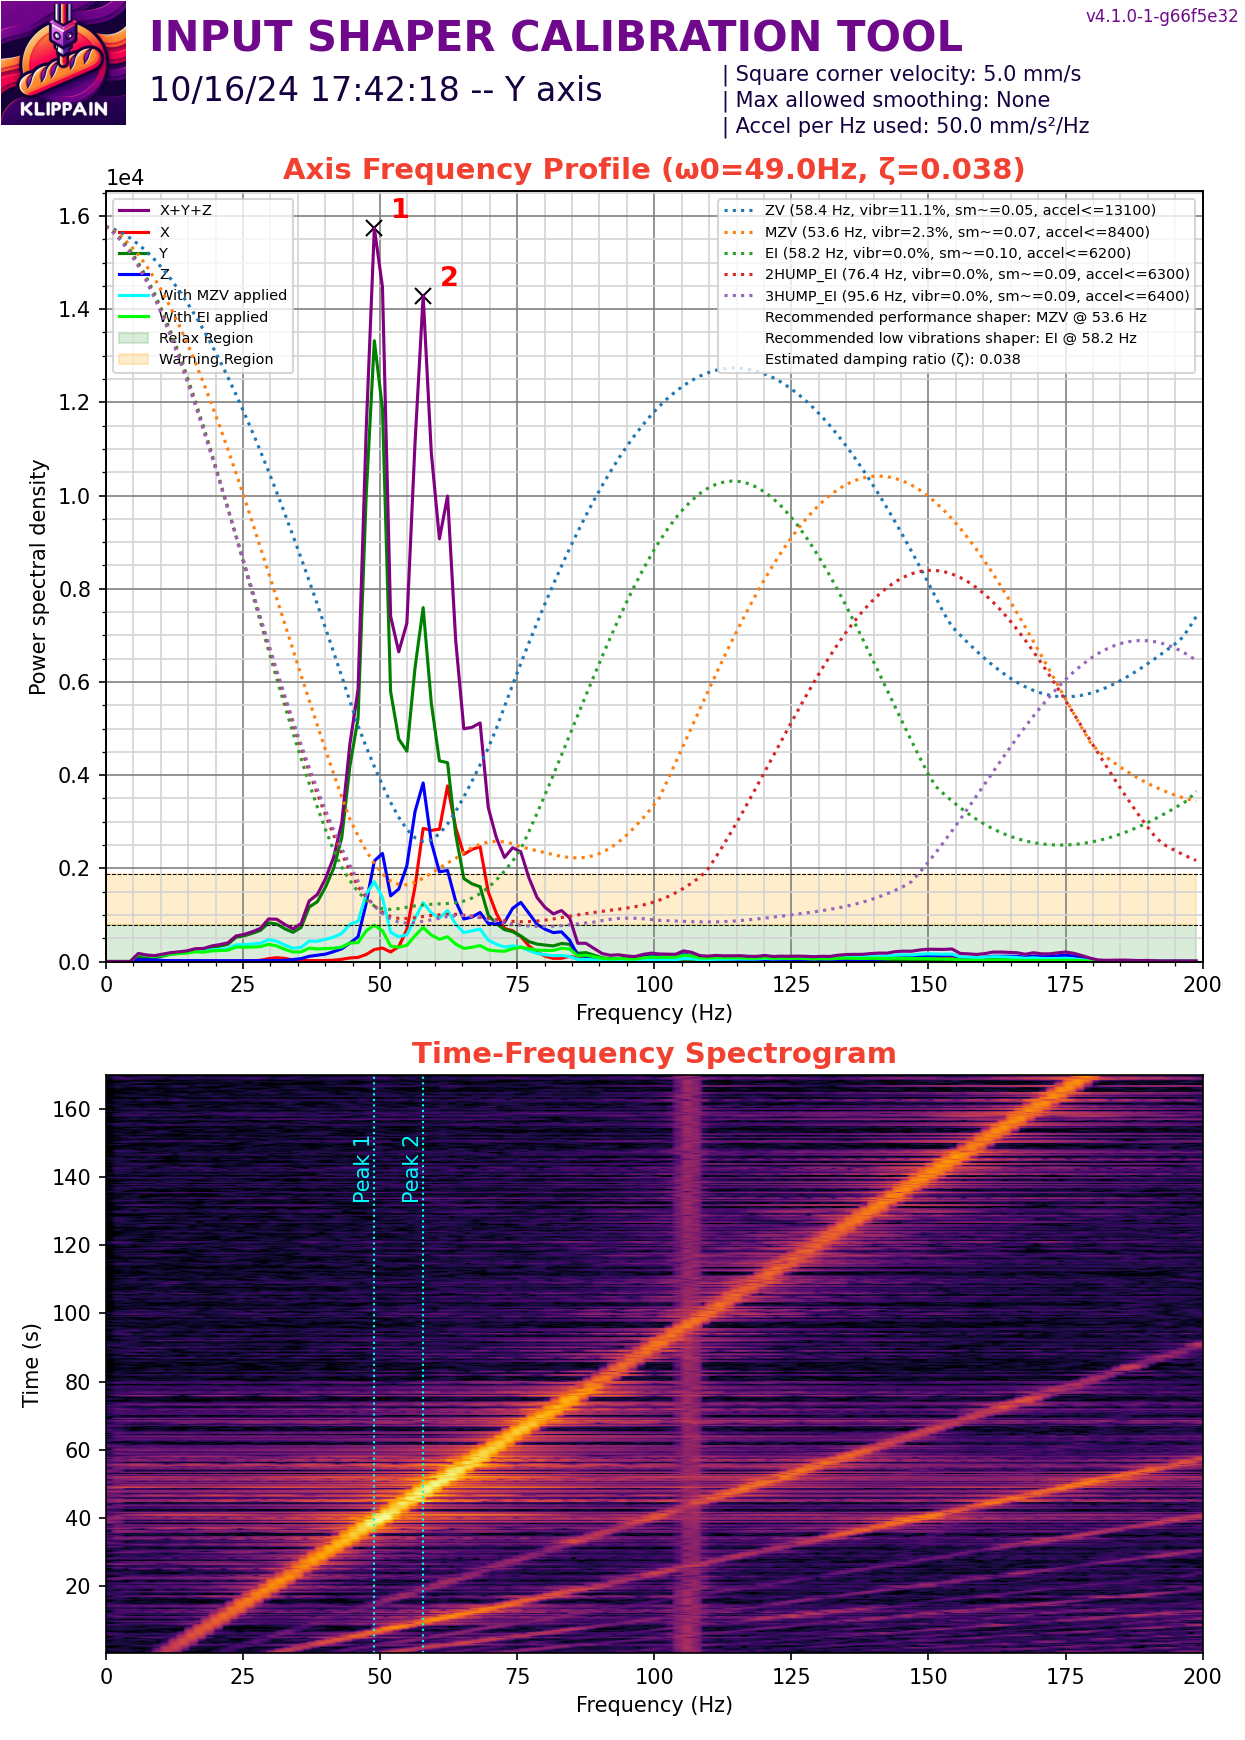 v4.1.0-1-g66f5e32
INPUT SHAPER CALIBRATION TOOL
KLIPPAIN
10/16/24 17:42:18 -- Y axis
| Square corner velocity: 5.0 mm/s
| Max allowed smoothing: None
| Accel per Hz used: 50.0 mm/s²/Hz
Axis Frequency Profile (ω0=49.0Hz, ζ=0.038)
1e4
X+Y+Z
X
Y
Z
With MZV applied
With EI applied
Relax Region
Warning Region
1
2
ZV (58.4 Hz, vibr=11.1%, sm~=0.05, accel<=13100)
MZV (53.6 Hz, vibr=2.3%, sm~=0.07, accel<=8400)
EI (58.2 Hz, vibr=0.0%, sm~=0.10, accel<=6200)
2HUMP_EI (76.4 Hz, vibr=0.0%, sm~=0.09, accel<=6300)
3HUMP_EI (95.6 Hz, vibr=0.0%, sm~=0.09, accel<=6400)
Recommended performance shaper: MZV @ 53.6 Hz
Recommended low vibrations shaper: EI @ 58.2 Hz
Estimated damping ratio (ζ): 0.038
1.6
1.4
1.2
1.0
0.8
0.6
0.4
0.2
0.0
Power spectral density
0 25 50 75 100 125 150 175 200
Frequency (Hz)
Time-Frequency Spectrogram
Peak 1
Peak 2
160
140
120
100
80
60
40
20
Time (s)
0 25 50 75 100 125 150 175 200
Frequency (Hz)